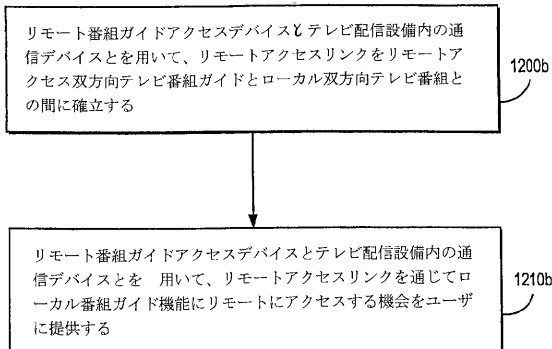 リモート番組ガイドアクセスデバイスとテレビ配信設備内の通
信デバイスとを用いて、リモートアクセスリンクをリモートア
クセス双方向テレビ番組ガイドとローカル双方向テレビ番組と
の間に確立する
1200b
リモート番組ガイドアクセスデバイスとテレビ配信設備内の通
信デバイスとを 用いて、リモートアクセスリンクを通じてロ
ーカル番組ガイド機能にリモートにアクセスする機会をユーザ
に提供する
1210b